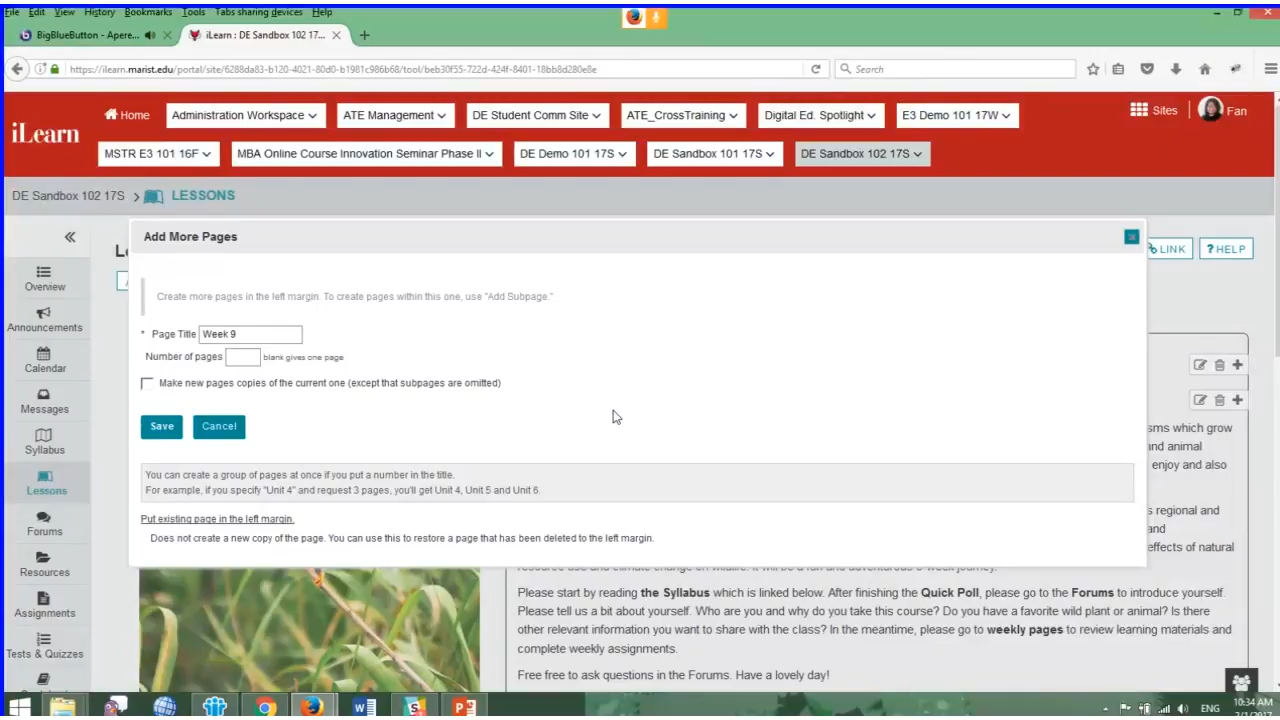 File Edit View History Bookmarks Tools Tabs sharing devices Help
BigBlueButton - Apere... iLearn : DE Sandbox 102 17...
https://ilearn.marist.edu/portal/site/6288da83-b120-4021-80d0-b1981c986b68/tool/beb30f55-722d-424f-8401-18bb8d280e8e Search
iLearn
Home Administration Workspace ATE Management DE Student Comm Site ATE_CrossTraining Digital Ed. Spotlight E3 Demo 101 17W Sites Fan
MSTR E3 101 16F MBA Online Course Innovation Seminar Phase II DE Demo 101 17S DE Sandbox 101 17S DE Sandbox 102 17S
DE Sandbox 102 17S > LESSONS
Add More Pages
LINK ? HELP
Create more pages in the left margin. To create pages within this one, use "Add Subpage."
* Page Title Week 9
Number of pages blank gives one page
Make new pages copies of the current one (except that subpages are omitted)
Save Cancel
You can create a group of pages at once if you put a number in the title.
For example, if you specify "Unit 4" and request 3 pages, you'll get Unit 4, Unit 5 and Unit 6.
Put existing page in the left margin.
Does not create a new copy of the page. You can use this to restore a page that has been deleted to the left margin.
Overview
Announcements
Calendar
Messages
Syllabus
Lessons
Forums
Resources
Assignments
Tests & Quizzes
which grow
animal
enjoy and also
regional and
and
effects of natural
resource use and climate change on wildlife. It will be a fun and adventurous
Please start by reading the Syllabus which is linked below. After finishing the Quick Poll, please go to the Forums to introduce yourself.
Please tell us a bit about yourself. Who are you and why do you take this course? Do you have a favorite wild plant or animal? Is there
other relevant information you want to share with the class? In the meantime, please go to weekly pages to review learning materials and
complete weekly assignments.
Free free to ask questions in the Forums. Have a lovely day!
ENG
10:34 AM